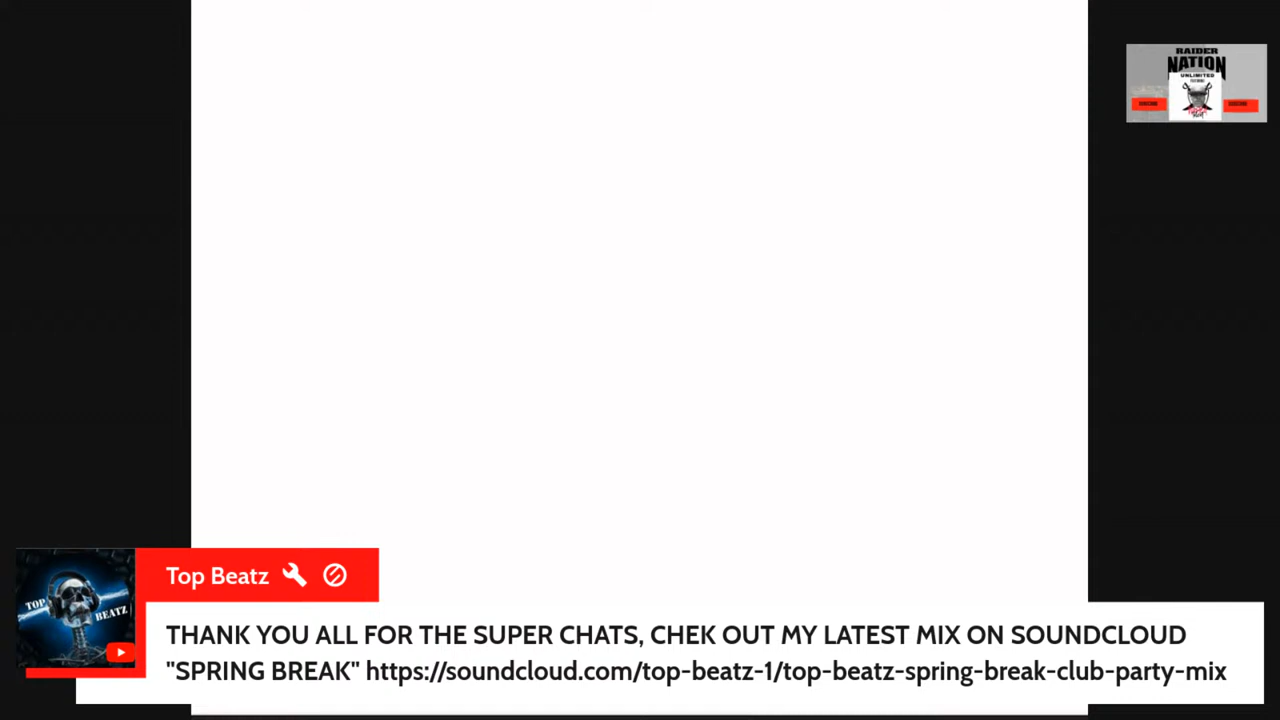 RAIDER
NATION
UNLIMITED
SUBSCRIBE
TOP
BEATZ
Top Beatz
THANK YOU ALL FOR THE SUPER CHATS, CHEK OUT MY LATEST MIX ON SOUNDCLOUD
"SPRING BREAK" https://soundcloud.com/top-beatz-1/top-beatz-spring-break-club-party-mix